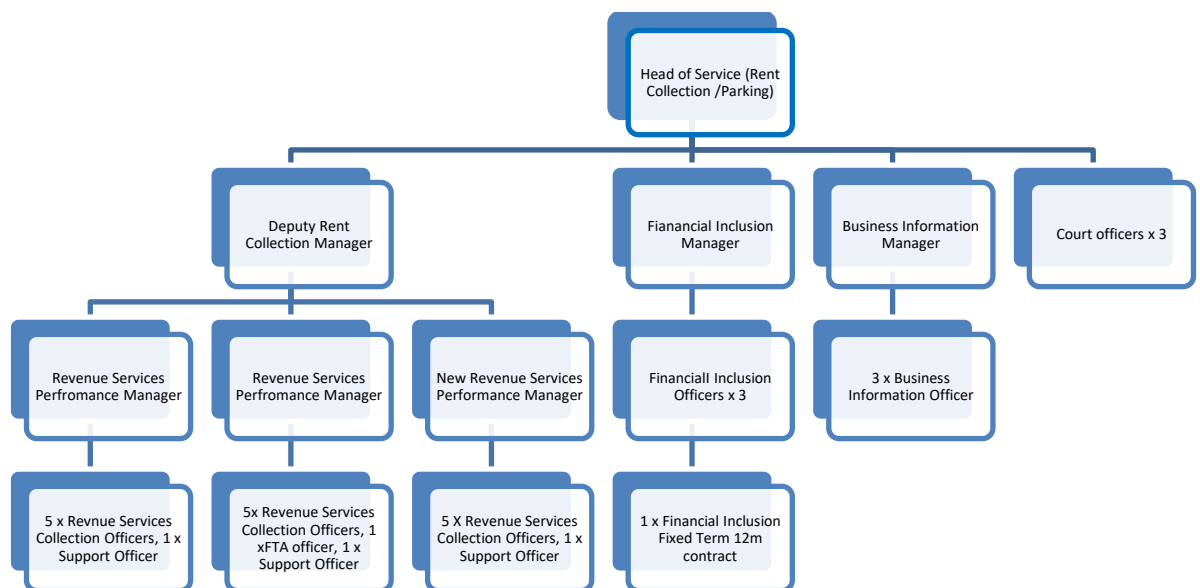 Head of Service (Rent
Collection /Parking)
Deputy Rent
Collection Manager
Fianancial Inclusion
Manager
Business Information
Manager
Court officers x 3
Revenue Services
Perfromance Manager
Revenue Services
Perfromance Manager
New Revenue Services
Performance Manager
Financiall Inclusion
Officers x 3
3 x Business
Information Officer
5 x Revnue Services
Collection Officers, 1 x
Support Officer
5x Revenue Services
Collection Officers, 1
xFTA officer, 1 x
Support Officer
5 X Revenue Services
Collection Officers, 1 x
Support Officer
1 x Financial Inclusion
Fixed Term 12m
contract